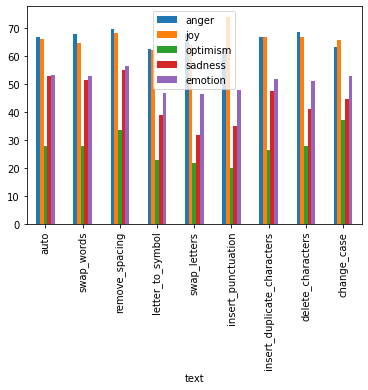 anger
joy
optimism
sadness
emotion
70
60
50
40
30
20
10
0
auto
swap_words
remove_spacing
letter_to_symbol
swap_letters
insert_punctuation
insert_duplicate_characters
delete_characters
change_case
text